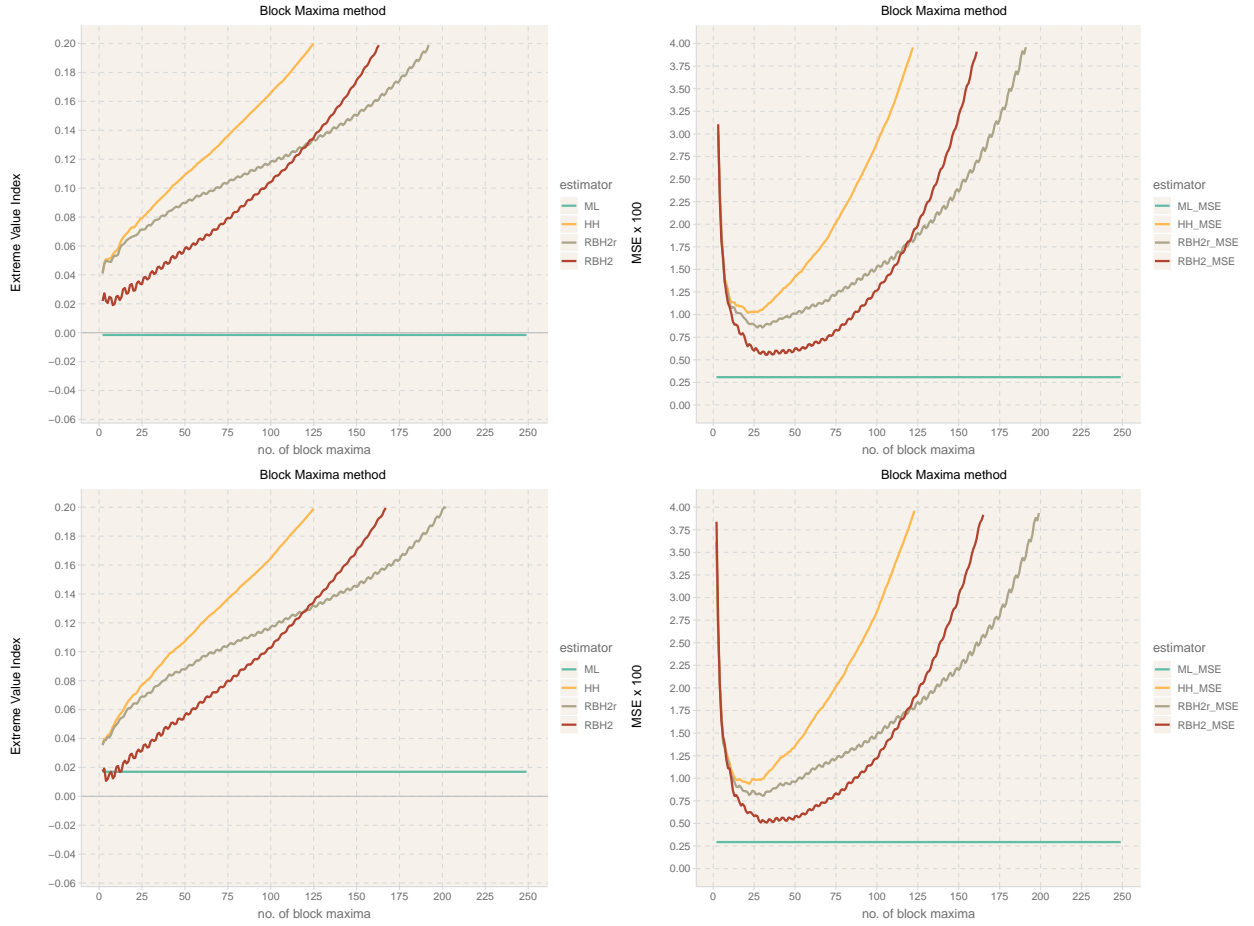 Block Maxima method
Extreme Value Index
0.20
0.18
0.16
0.14
0.12
0.10
0.08
0.06
0.04
0.02
0.00
−0.02
−0.04
−0.06
0 25 50 75 100 125 150 175 200 225 250
no. of block maxima
estimator
ML
HH
RBH2r
RBH2
Block Maxima method
MSE x 100
4.00
3.75
3.50
3.25
3.00
2.75
2.50
2.25
2.00
1.75
1.50
1.25
1.00
0.75
0.50
0.25
0.00
0 25 50 75 100 125 150 175 200 225 250
no. of block maxima
estimator
ML_MSE
HH_MSE
RBH2r_MSE
RBH2_MSE
Block Maxima method
Extreme Value Index
0.20
0.18
0.16
0.14
0.12
0.10
0.08
0.06
0.04
0.02
0.00
−0.02
−0.04
−0.06
0 25 50 75 100 125 150 175 200 225 250
no. of block maxima
estimator
ML
HH
RBH2r
RBH2
Block Maxima method
MSE x 100
4.00
3.75
3.50
3.25
3.00
2.75
2.50
2.25
2.00
1.75
1.50
1.25
1.00
0.75
0.50
0.25
0.00
0 25 50 75 100 125 150 175 200 225 250
no. of block maxima
estimator
ML_MSE
HH_MSE
RBH2r_MSE
RBH2_MSE